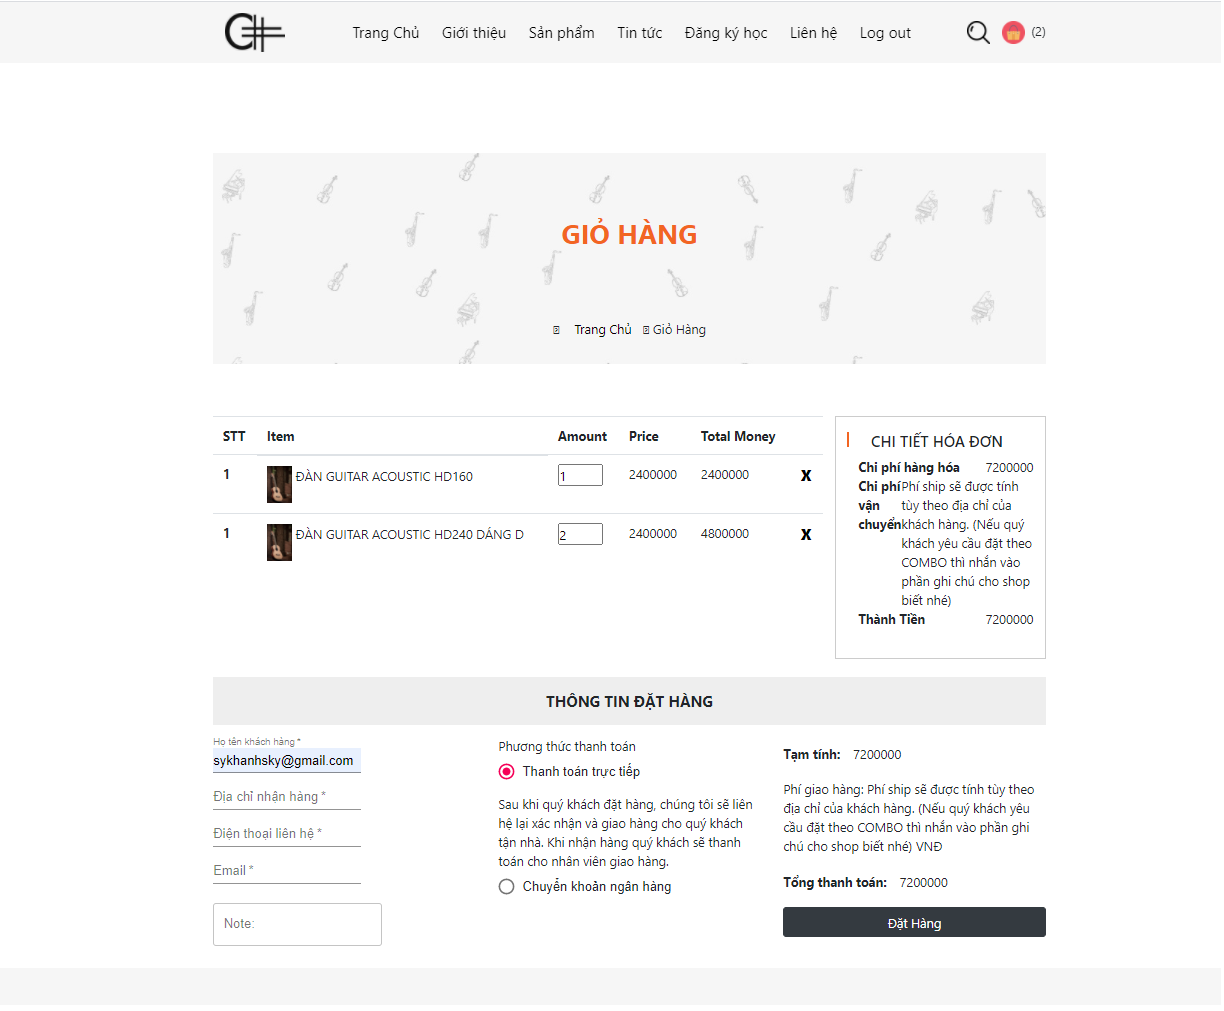 Trang Chủ Giới thiệu Sản phẩm Tin tức Đăng ký học Liên hệ Log out (2)
GIỎ HÀNG
Trang Chủ Giỏ Hàng
STT Item Amount Price Total Money
1 ĐÀN GUITAR ACOUSTIC HD160 1 2400000 2400000 X
1 ĐÀN GUITAR ACOUSTIC HD240 DÁNG D 2 2400000 4800000 X
CHI TIẾT HÓA ĐƠN
Chi phí hàng hóa 7200000
Chi phí vận chuyển
Phí ship sẽ được tính
tùy theo địa chỉ của
khách hàng. (Nếu quý
khách yêu cầu đặt theo
COMBO thì nhắn vào
phần ghi chú cho shop
biết nhé)
Thành Tiền 7200000
THÔNG TIN ĐẶT HÀNG
Họ tên khách hàng *
sykhanhsky@gmail.com
Địa chỉ nhận hàng *
Điện thoại liên hệ *
Email *
Note:
Phương thức thanh toán
Thanh toán trực tiếp
Sau khi quý khách đặt hàng, chúng tôi sẽ liên
hệ lại xác nhận và giao hàng cho quý khách
tận nhà. Khi nhận hàng quý khách sẽ thanh
toán cho nhân viên giao hàng.
Chuyển khoản ngân hàng
Tạm tính: 7200000
Phí giao hàng: Phí ship sẽ được tính tùy theo
địa chỉ của khách hàng. (Nếu quý khách yêu
cầu đặt theo COMBO thì nhắn vào phần ghi
chú cho shop biết nhé) VNĐ
Tổng thanh toán: 7200000
Đặt Hàng